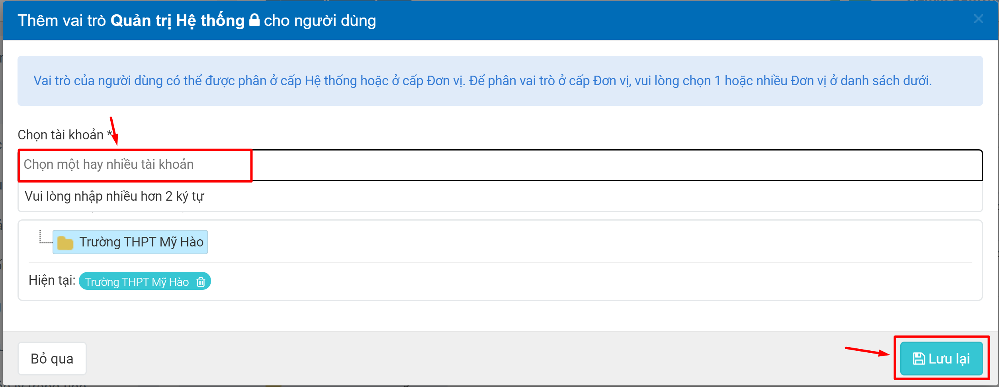 Thêm vai trò Quản trị Hệ thống cho người dùng
Vai trò của người dùng có thể được phân ở cấp Hệ thống hoặc ở cấp Đơn vị. Để phân vai trò ở cấp Đơn vị, vui lòng chọn 1 hoặc nhiều Đơn vị ở danh sách dưới.
Chọn tài khoản *
Chọn một hay nhiều tài khoản
Vui lòng nhập nhiều hơn 2 ký tự
Trường THPT Mỹ Hào
Hiện tại: Trường THPT Mỹ Hào
Bỏ qua
Lưu lại